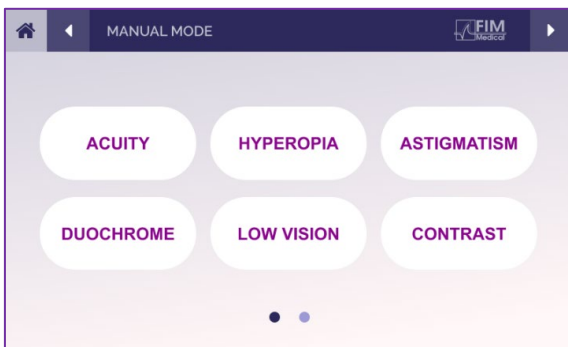 MANUAL MODE
FIM
Medical
ACUITY HYPEROPIA ASTIGMATISM
DUOCHROME LOW VISION CONTRAST